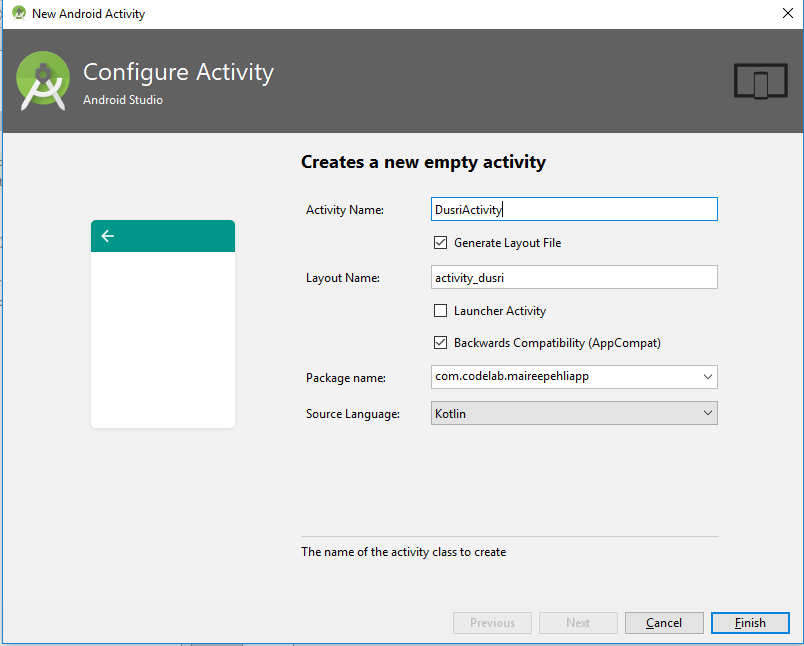 New Android Activity
Configure Activity
Android Studio
Creates a new empty activity
Activity Name: DusriActivity
Generate Layout File
Layout Name: activity_dusri
Launcher Activity
Backwards Compatibility (AppCompat)
Package name: com.codelab.maireepehliapp
Source Language: Kotlin
The name of the activity class to create
Previous Next Cancel Finish